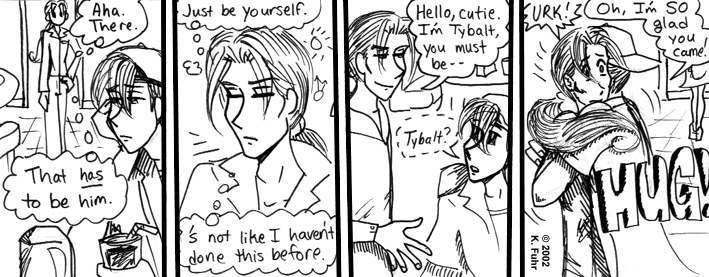 Aha.
There.
That has
to be him.
Just be yourself.
's not like I haven't
done this before.
Hello, cutie.
I'm Tybalt,
you must
be--
Tybalt?
URK!?
Oh, I'm SO
glad
you
came!
HUG!
© 2002
K. Fuhr